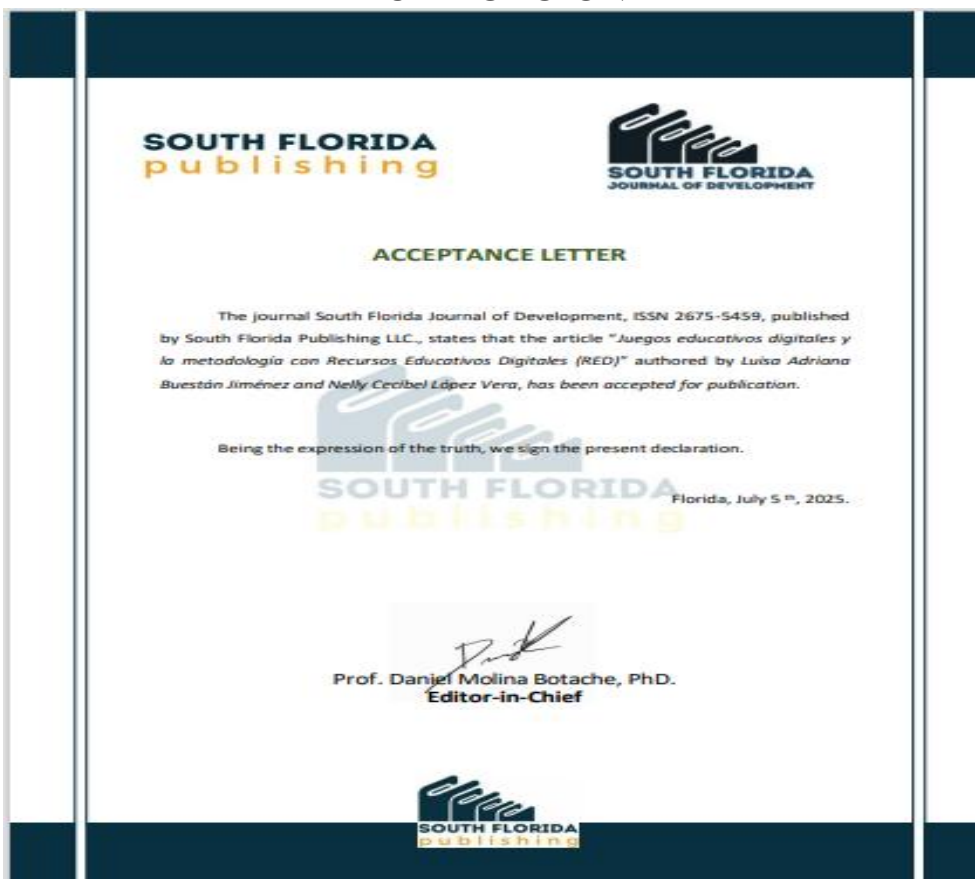 SOUTH FLORIDA
publishing
SOUTH FLORIDA
JOURNAL OF DEVELOPMENT
ACCEPTANCE LETTER
The journal South Florida Journal of Development, ISSN 2675-5459, published
by South Florida Publishing LLC., states that the article "Juegos educativos digitales y
la metodología con Recursos Educativos Digitales (RED)" authored by Luisa Adriana
Buestán Jiménez and Nelly Cecibel López Vera, has been accepted for publication.
Being the expression of the truth, we sign the present declaration.
SOUTH FLORIDA
publishing
Florida, July 5 th, 2025.
Prof. Daniel Molina Botache, PhD.
Editor-in-Chief
SOUTH FLORIDA
publishing